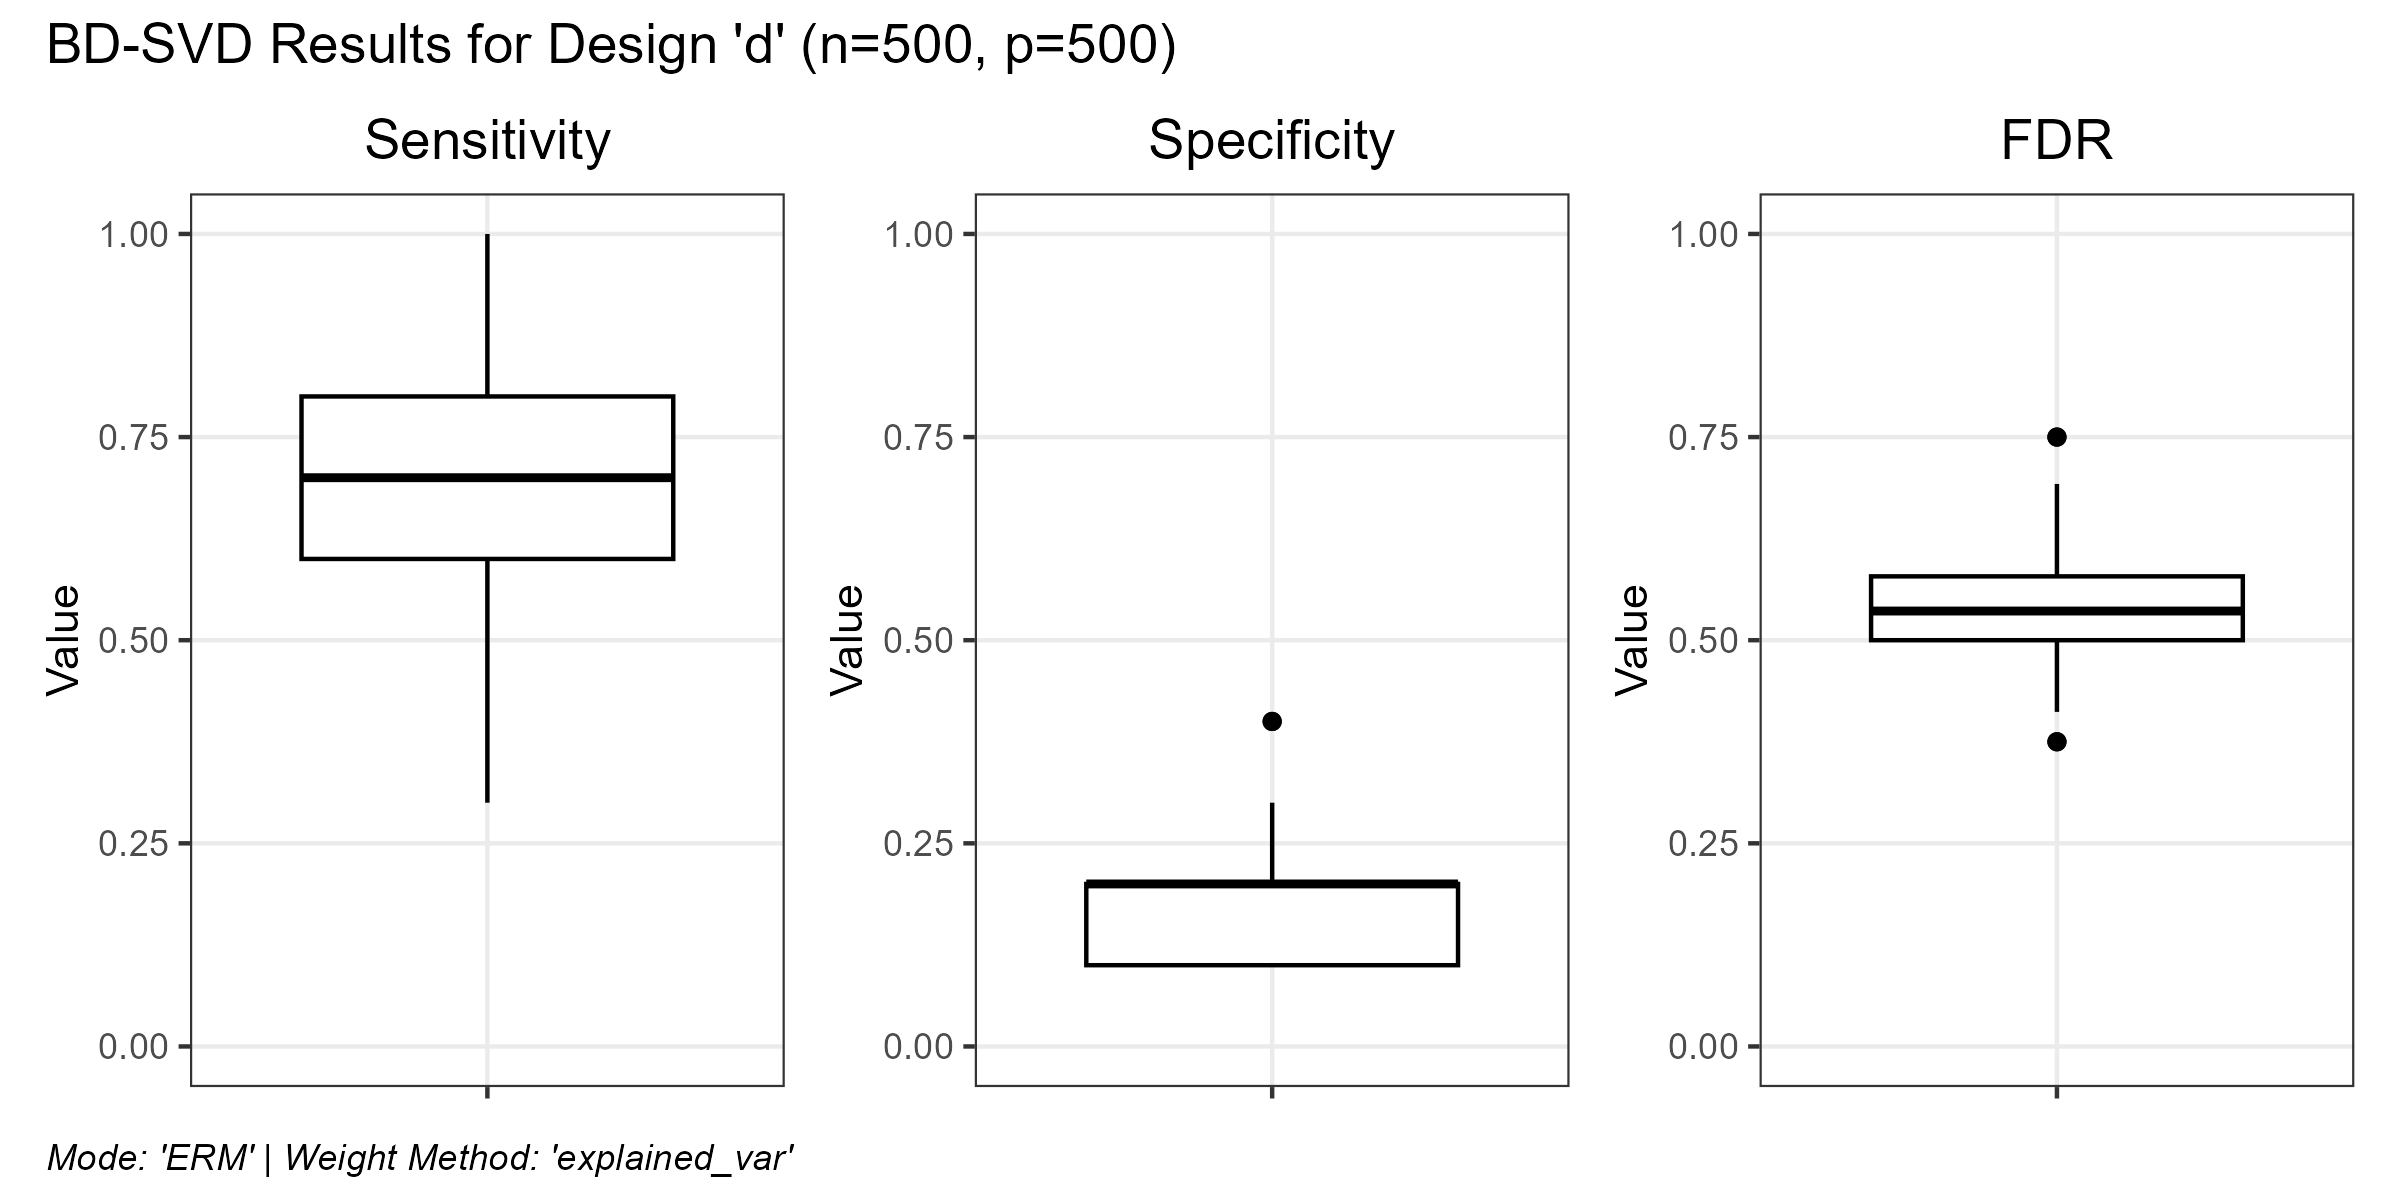 BD-SVD Results for Design 'd' (n=500, p=500)
Sensitivity
Value
1.00
0.75
0.50
0.25
0.00
Specificity
Value
1.00
0.75
0.50
0.25
0.00
FDR
Value
1.00
0.75
0.50
0.25
0.00
Mode: 'ERM' | Weight Method: 'explained_var'